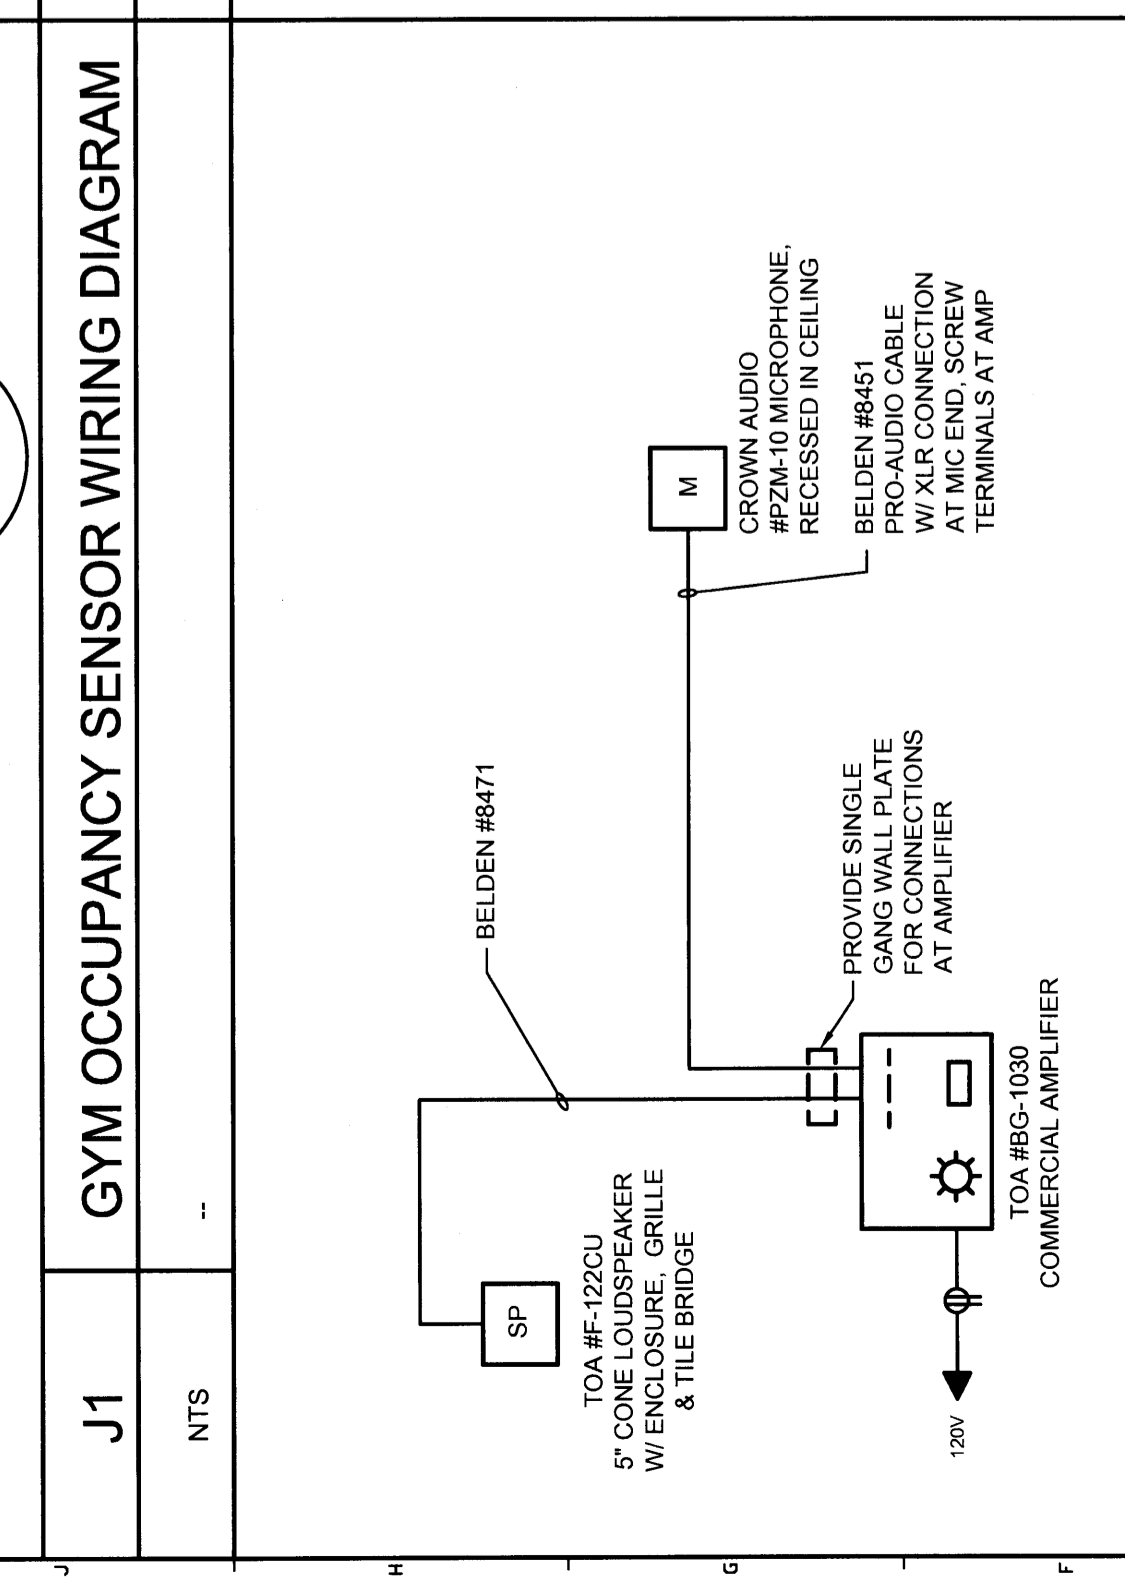 J1
GYM OCCUPANCY SENSOR WIRING DIAGRAM
NTS
--
BELDEN #8471
SP
TOA #F-122CU
5" CONE LOUDSPEAKER
W/ ENCLOSURE, GRILLE
& TILE BRIDGE
M
CROWN AUDIO
#PZM-10 MICROPHONE,
RECESSED IN CEILING
BELDEN #8451
PRO-AUDIO CABLE
W/ XLR CONNECTION
AT MIC END, SCREW
TERMINALS AT AMP
PROVIDE SINGLE
GANG WALL PLATE
FOR CONNECTIONS
AT AMPLIFIER
120V
TOA #BG-1030
COMMERCIAL AMPLIFIER
J
H
G
F